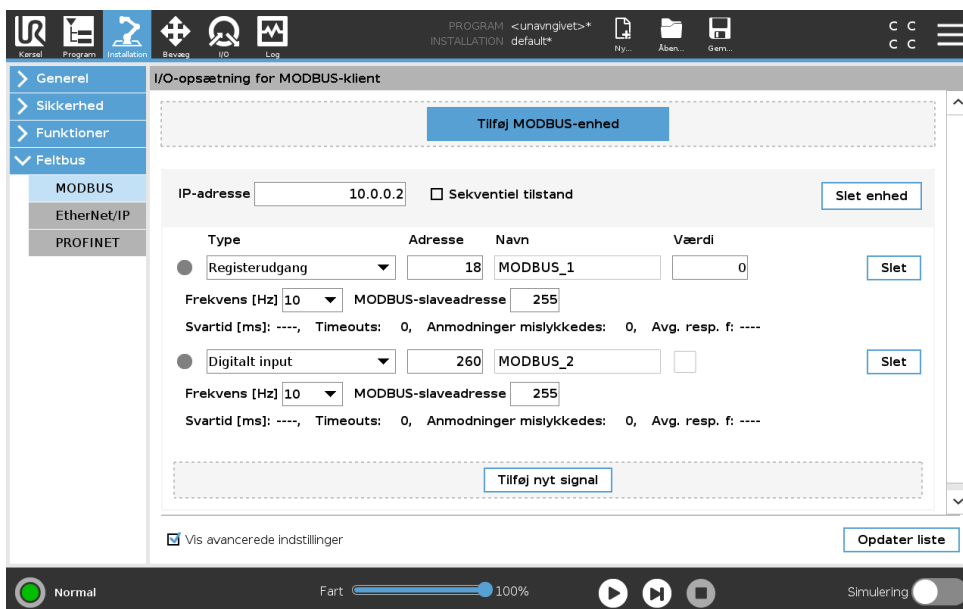 UR
PROGRAM <unavngivet>*
INSTALLATION default*
Kørsel Program Installation Bevæg I/O Log Ny... Åben... Gem...
C C
C C
Generel
Sikkerhed
Funktioner
Feltbus
MODBUS
EtherNet/IP
PROFINET
I/O-opsætning for MODBUS-klient
Tilføj MODBUS-enhed
IP-adresse 10.0.0.2 Sekventiel tilstand Slet enhed
Type Adresse Navn Værdi
Registerudgang 18 MODBUS_1 0 Slet
Frekvens [Hz] 10 MODBUS-slaveadresse 255
Svartid [ms]: ----, Timeouts: 0, Anmodninger mislykkedes: 0, Avg. resp. f: ----
Digitalt input 260 MODBUS_2 Slet
Frekvens [Hz] 10 MODBUS-slaveadresse 255
Svartid [ms]: ----, Timeouts: 0, Anmodninger mislykkedes: 0, Avg. resp. f: ----
Tilføj nyt signal
Vis avancerede indstillinger Opdater liste
Normal Fart 100% Simulering